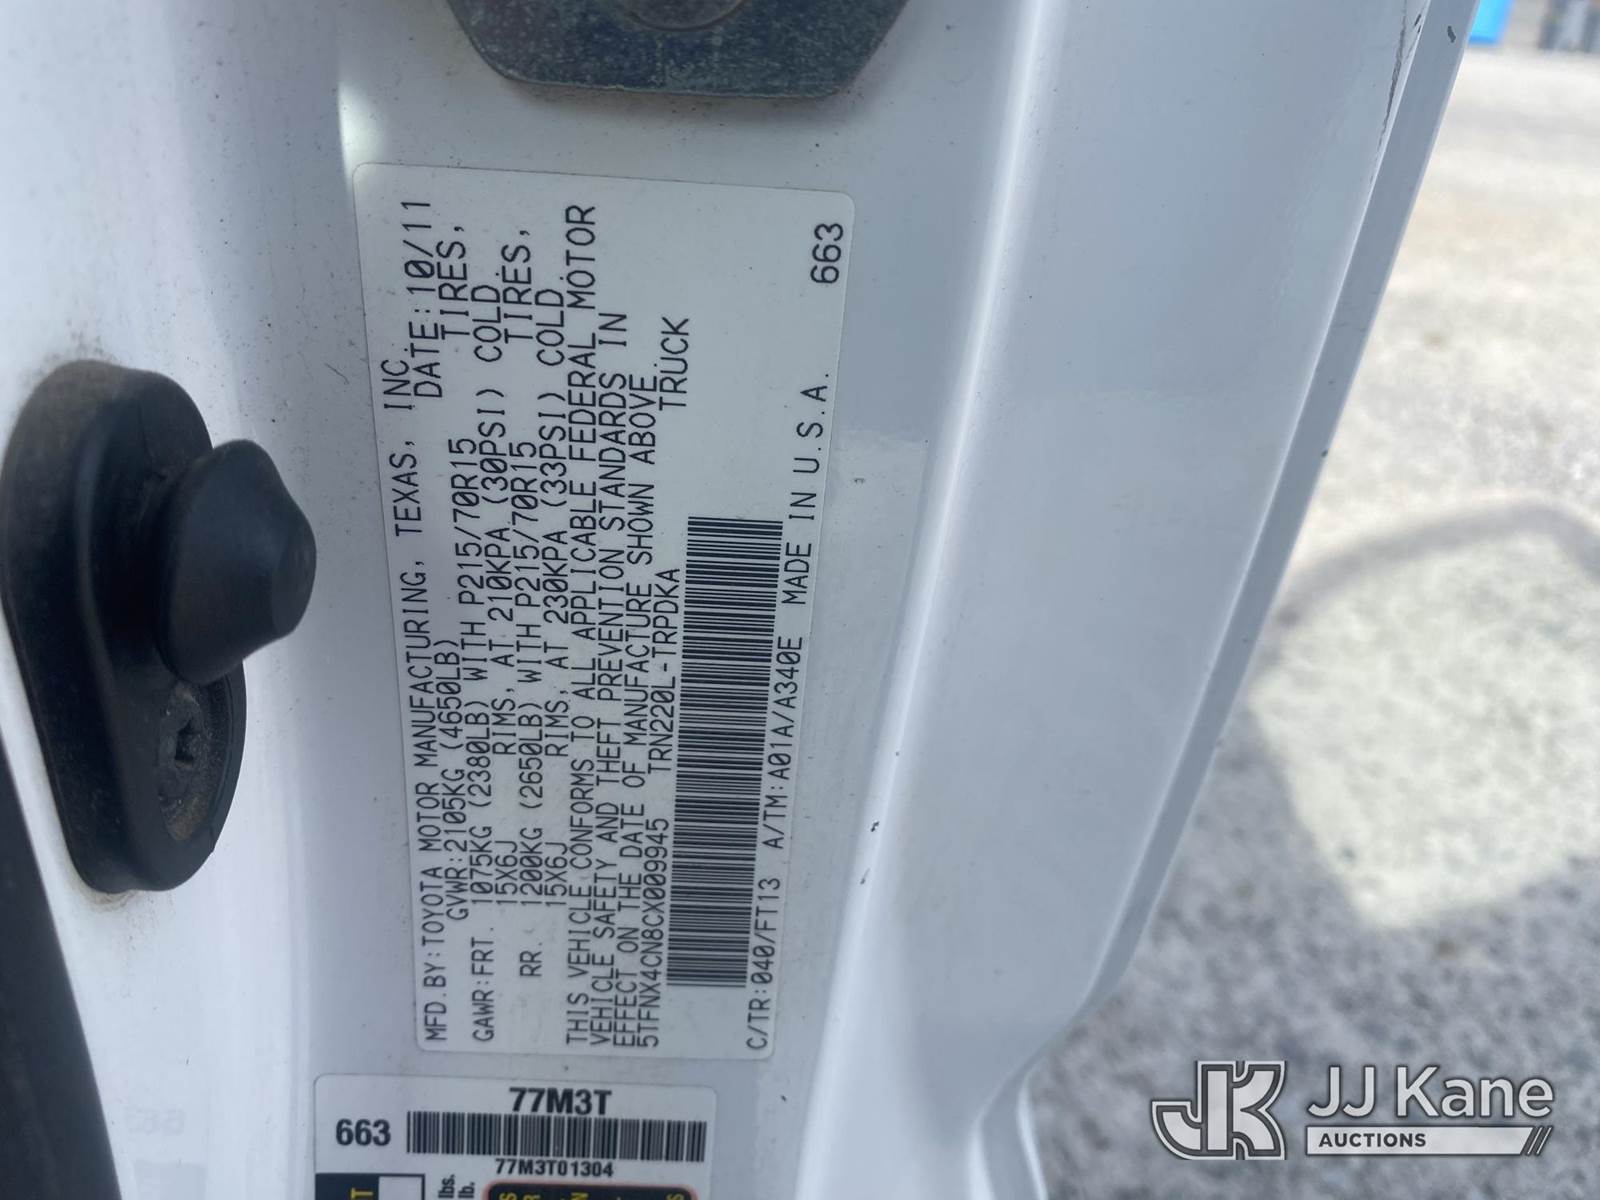 MFD.BY:TOYOTA MOTOR MANUFACTURING, TEXAS, INC.
GVWR:2105KG (4650LB) DATE:10/11
GAWR:FRT. 1075KG (2380LB) WITH P215/70R15 TIRES,
15X6J RIMS, AT 210KPA (30PSI) COLD
RR. 1200KG (2650LB) WITH P215/70R15 TIRES,
15X6J RIMS, AT 230KPA (33PSI) COLD.
THIS VEHICLE CONFORMS TO ALL APPLICABLE FEDERAL MOTOR
VEHICLE SAFETY AND THEFT PREVENTION STANDARDS IN
EFFECT ON THE DATE OF MANUFACTURE SHOWN ABOVE.
5TFNX4CN8CX009945 TRN220L-TRPDKA TRUCK
C/TR:040/FT13 A/TM:A01A/A340E MADE IN U.S.A. 663
77M3T
663
77M3T01304
lbs.
lb.
JK JJ Kane
AUCTIONS